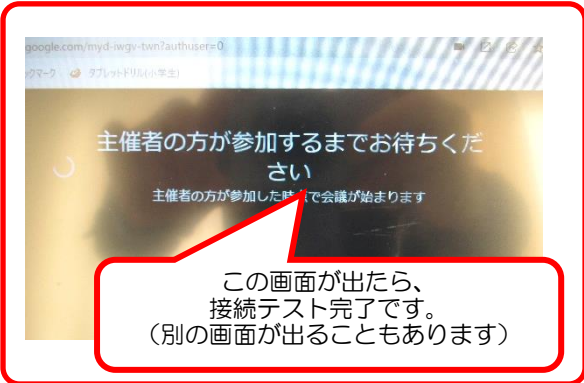 google.com/myd-iwgv-twn?authuser=0
ックマーク タブレットドリル(小学生)
主催者の方が参加するまでお待ちくだ
さい
主催者の方が参加した時点で会議が始まります
この画面が出たら、
接続テスト完了です。
（別の画面が出ることもあります）